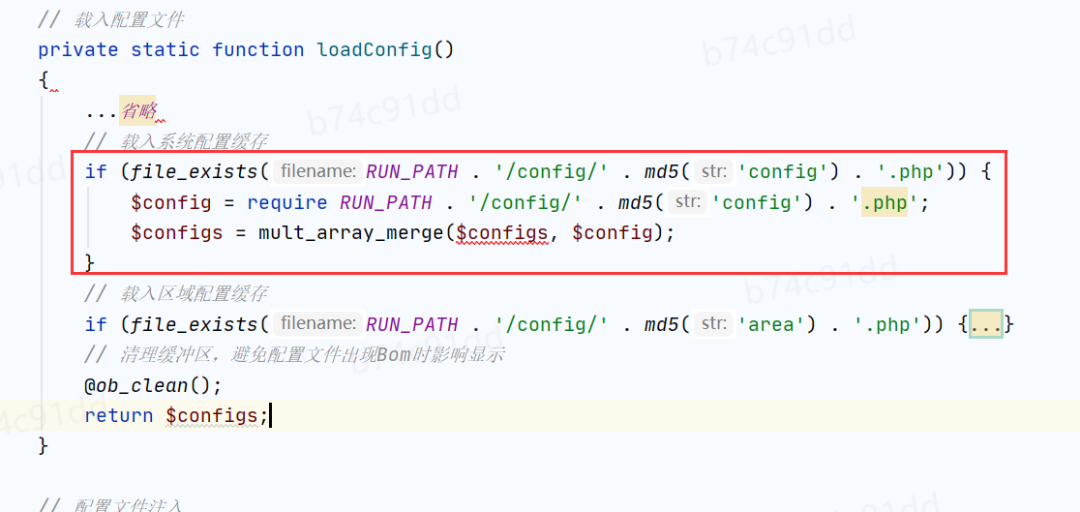 // 载入配置文件
private static function loadConfig()
{
...省略
// 载入系统配置缓存
if (file_exists( filename: RUN_PATH . '/config/' . md5( str: 'config') . '.php')) {
$config = require RUN_PATH . '/config/' . md5( str: 'config') . '.php';
$configs = mult_array_merge($configs, $config);
}
// 载入区域配置缓存
if (file_exists( filename: RUN_PATH . '/config/' . md5( str: 'area') . '.php')) {...}
// 清理缓冲区，避免配置文件出现Bom时影响显示
@ob_clean();
return $configs;
}
// 配置文件注入
b74c91dd
b74c91dd
91dd
b74c91dd
b74c91dd
4c91dd
91dd